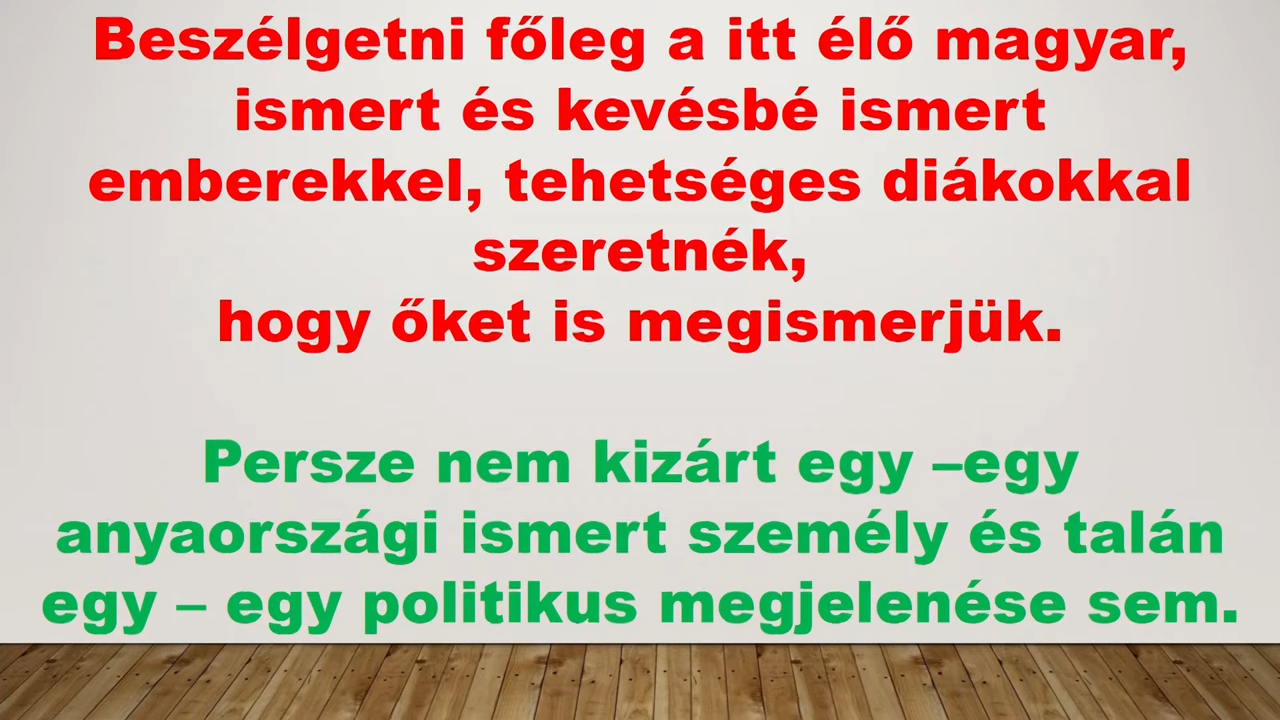 Beszélgetni főleg a itt élő magyar,
ismert és kevésbé ismert
emberekkel, tehetséges diákokkal
szeretnék,
hogy őket is megismerjük.
Persze nem kizárt egy –egy
anyaországi ismert személy és talán
egy – egy politikus megjelenése sem.